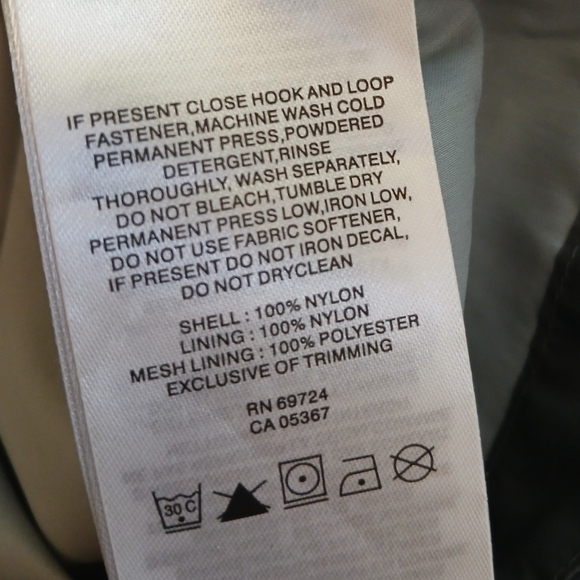 IF PRESENT CLOSE HOOK AND LOOP
FASTENER,MACHINE WASH COLD
PERMANENT PRESS,POWDERED
DETERGENT,RINSE
THOROUGHLY, WASH SEPARATELY,
DO NOT BLEACH,TUMBLE DRY
PERMANENT PRESS LOW,IRON LOW,
DO NOT USE FABRIC SOFTENER,
IF PRESENT DO NOT IRON DECAL,
DO NOT DRYCLEAN
SHELL : 100% NYLON
LINING : 100% NYLON
MESH LINING : 100% POLYESTER
EXCLUSIVE OF TRIMMING
RN 69724
CA 05367
30 C